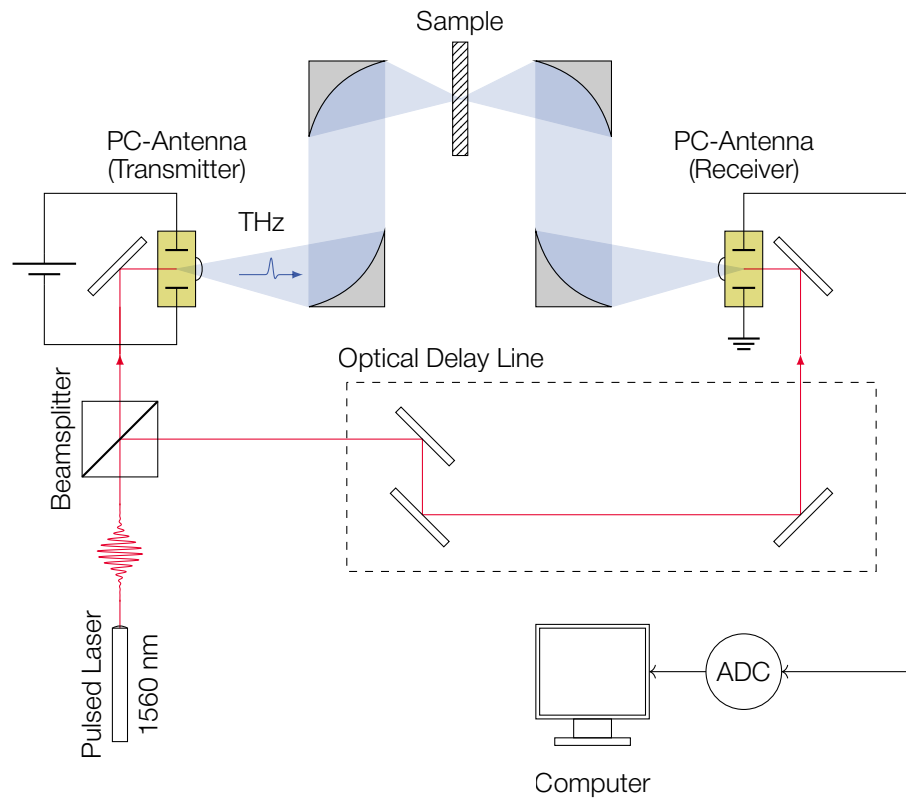 Sample
PC-Antenna
(Transmitter)
PC-Antenna
(Receiver)
THz
Optical Delay Line
Beamsplitter
Pulsed Laser
1560 nm
ADC
Computer